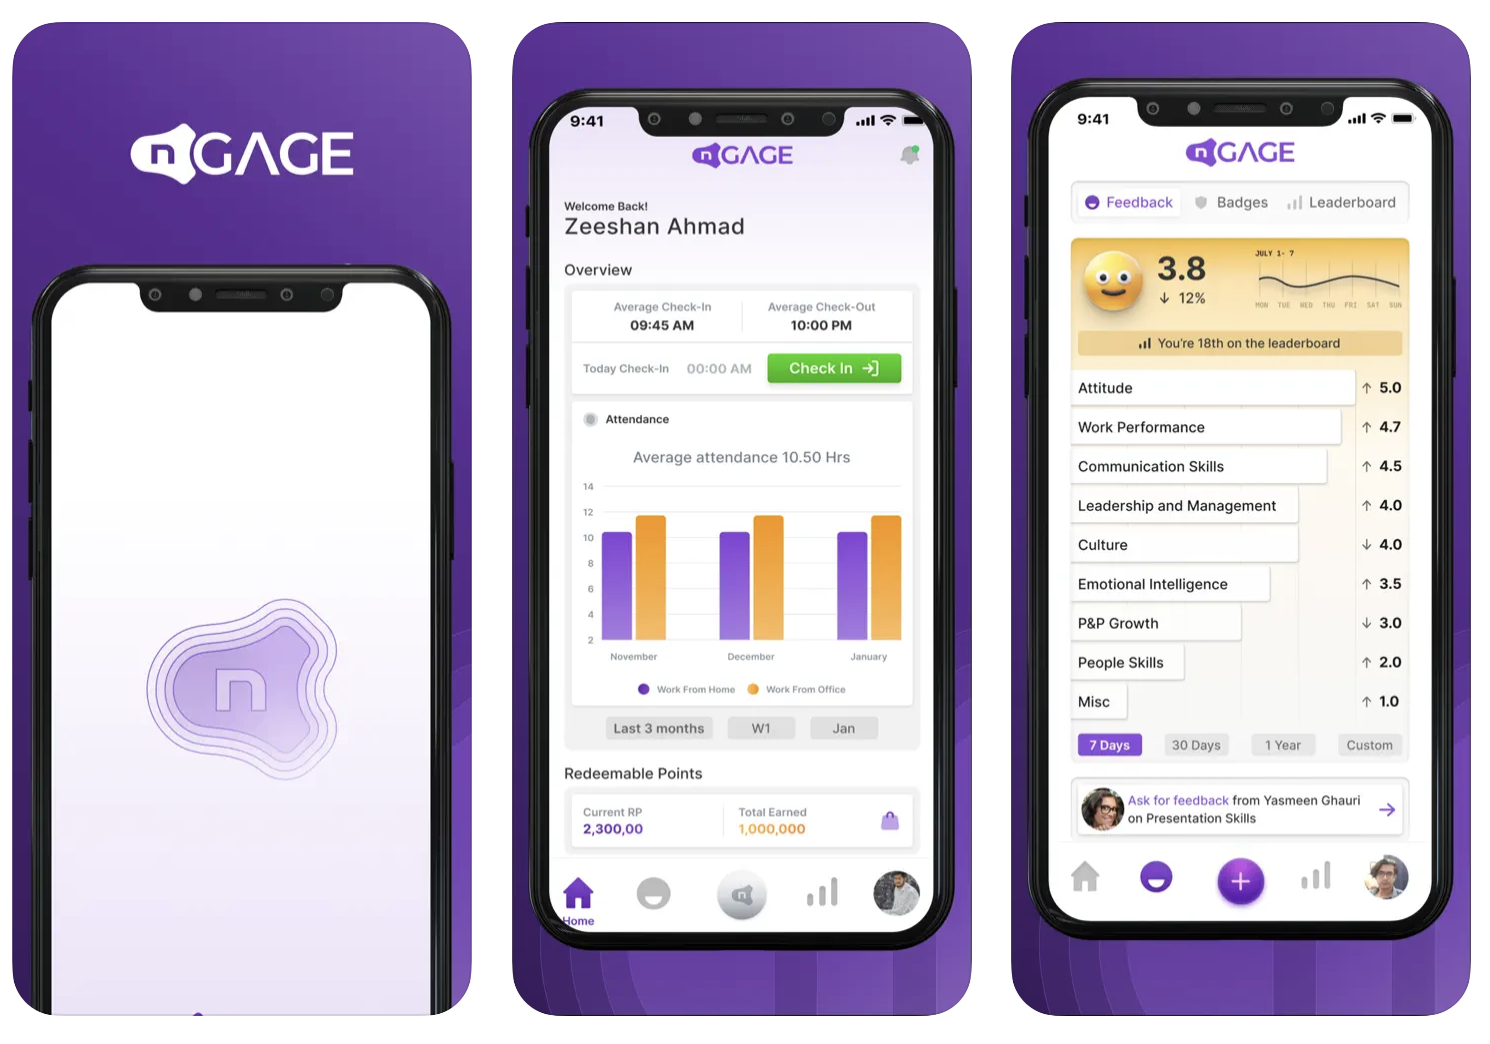 nGAGE
n
9:41
nGAGE
Welcome Back!
Zeeshan Ahmad
Overview
Average Check-In
09:45 AM
Average Check-Out
10:00 PM
Today Check-In 00:00 AM Check In
Attendance
Average attendance 10.50 Hrs
14
12
10
8
6
4
2
November December January
Work From Home Work From Office
Last 3 months W1 Jan
Redeemable Points
Current RP
2,300,00
Total Earned
1,000,000
n
Home
9:41
nGAGE
Feedback Badges Leaderboard
3.8
12%
JULY 1- 7
MON TUE WED THU FRI SAT SUN
You're 18th on the leaderboard
Attitude 5.0
Work Performance 4.7
Communication Skills 4.5
Leadership and Management 4.0
Culture 4.0
Emotional Intelligence 3.5
P&P Growth 3.0
People Skills 2.0
Misc 1.0
7 Days 30 Days 1 Year Custom
Ask for feedback from Yasmeen Ghauri
on Presentation Skills